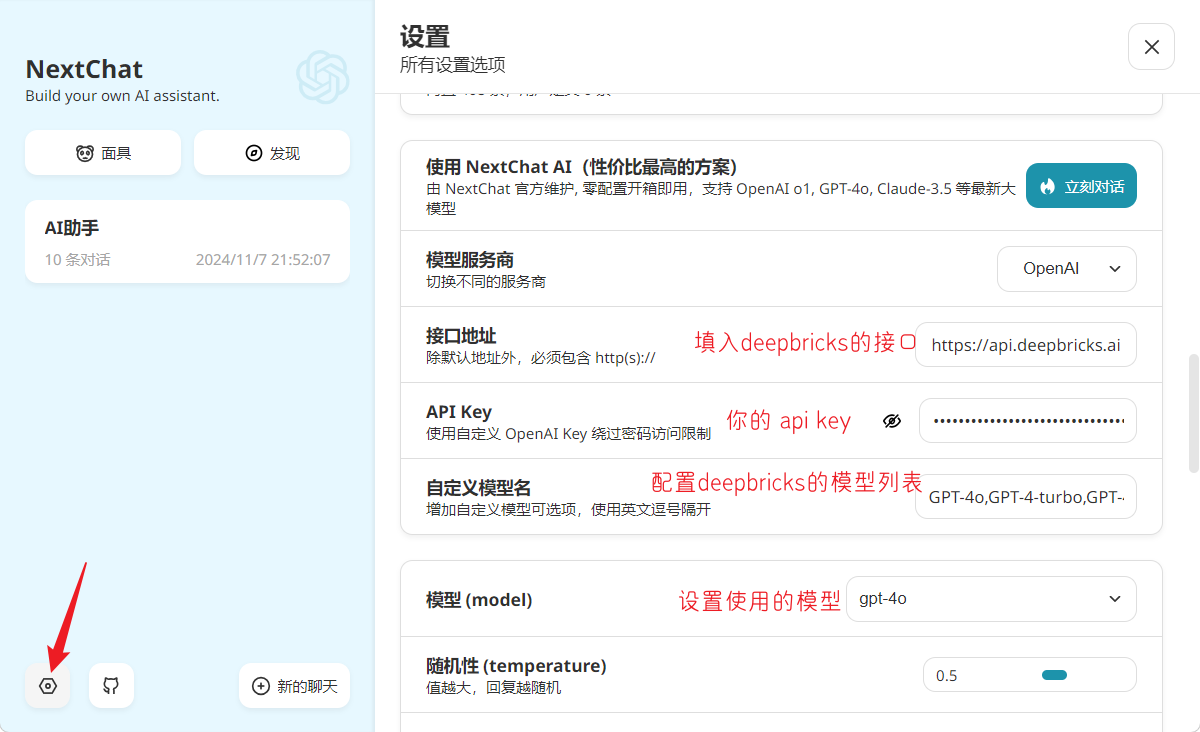 NextChat
Build your own AI assistant.
面具
发现
AI助手
10 条对话
2024/11/7 21:52:07
新的聊天
设置
所有设置选项
使用 NextChat AI（性价比最高的方案）
由 NextChat 官方维护, 零配置开箱即用，支持 OpenAI o1, GPT-4o, Claude-3.5 等最新大
模型
立刻对话
模型服务商
切换不同的服务商
OpenAI
接口地址
除默认地址外，必须包含 http(s)://
填入deepbricks的接口
https://api.deepbricks.ai
API Key
使用自定义 OpenAI Key 绕过密码访问限制
你的 api key
自定义模型名
增加自定义模型可选项，使用英文逗号隔开
配置deepbricks的模型列表
GPT-4o,GPT-4-turbo,GPT-
模型 (model)
设置使用的模型
gpt-4o
随机性 (temperature)
值越大，回复越随机
0.5